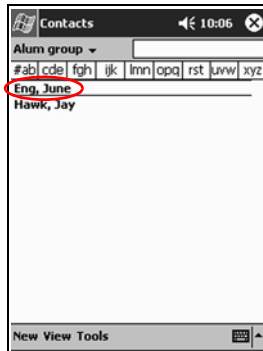 Contacts 10:06
Alum group
#ab cde fgh ijk lmn opq rst uvw xyz
Eng, June
Hawk, Jay
New View Tools